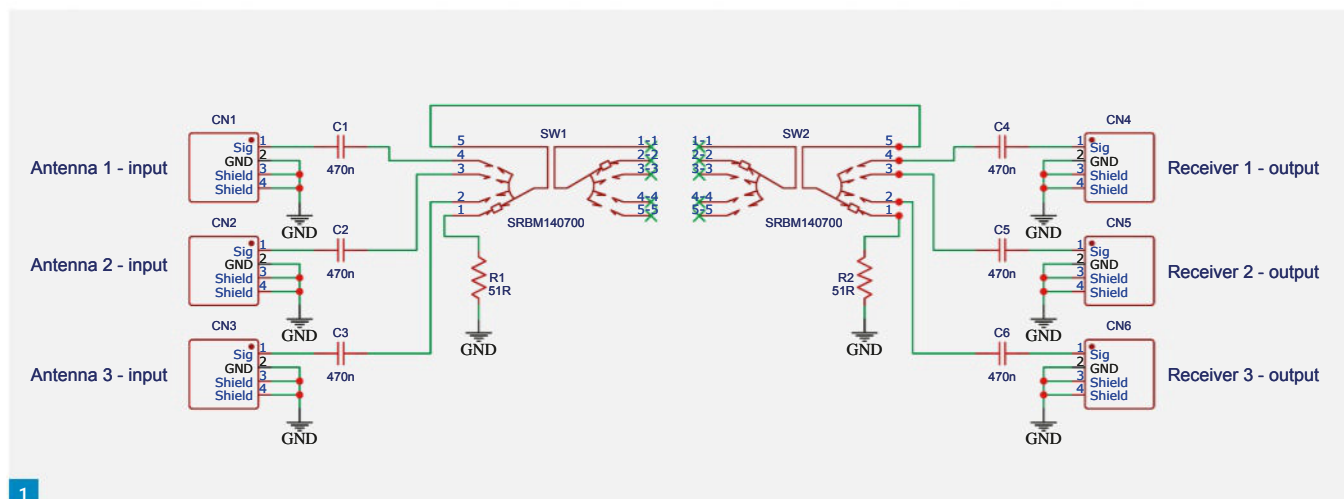 CN1
C1
470n
Antenna 1 - input
1
Sig
2
GND
3
Shield
4
Shield
GND
CN2
C2
470n
Antenna 2 - input
1
Sig
2
GND
3
Shield
4
Shield
GND
CN3
C3
470n
Antenna 3 - input
1
Sig
2
GND
3
Shield
4
Shield
GND
SW1
5
4
3
2
1
1-1
2-2
3-3
4-4
5-5
SRBM140700
R1
51R
GND
SW2
1-1
2-2
3-3
4-4
5-5
5
4
3
2
1
SRBM140700
R2
51R
GND
CN4
C4
470n
1
Sig
2
GND
3
Shield
4
Shield
GND
Receiver 1 - output
CN5
C5
470n
1
Sig
2
GND
3
Shield
4
Shield
GND
Receiver 2 - output
CN6
C6
470n
1
Sig
2
GND
3
Shield
4
Shield
GND
Receiver 3 - output
1